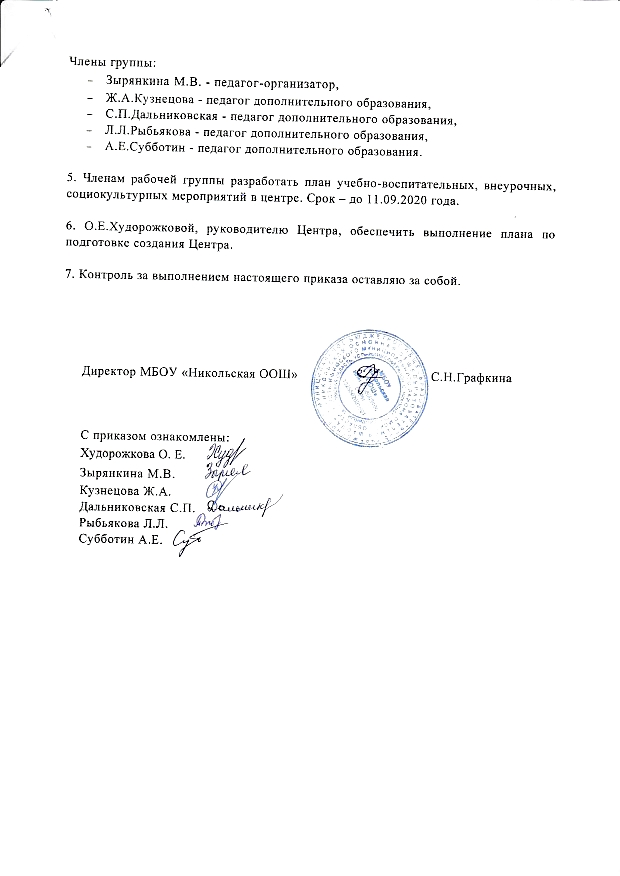 Члены группы:
– Зырянкина М.В. - педагог-организатор,
– Ж.А.Кузнецова - педагог дополнительного образования,
– С.П.Дальниковская - педагог дополнительного образования,
– Л.Л.Рыбьякова - педагог дополнительного образования,
– А.Е.Субботин - педагог дополнительного образования.
5. Членам рабочей группы разработать план учебно-воспитательных, внеурочных,
социокультурных мероприятий в центре. Срок – до 11.09.2020 года.
6. О.Е.Худорожковой, руководителю Центра, обеспечить выполнение плана по
подготовке создания Центра.
7. Контроль за выполнением настоящего приказа оставляю за собой.
Директор МБОУ «Никольская ООШ» С.Н.Графкина
С приказом ознакомлены:
Худорожкова О. Е.
Зырянкина М.В.
Кузнецова Ж.А.
Дальниковская С.П.
Рыбьякова Л.Л.
Субботин А.Е.